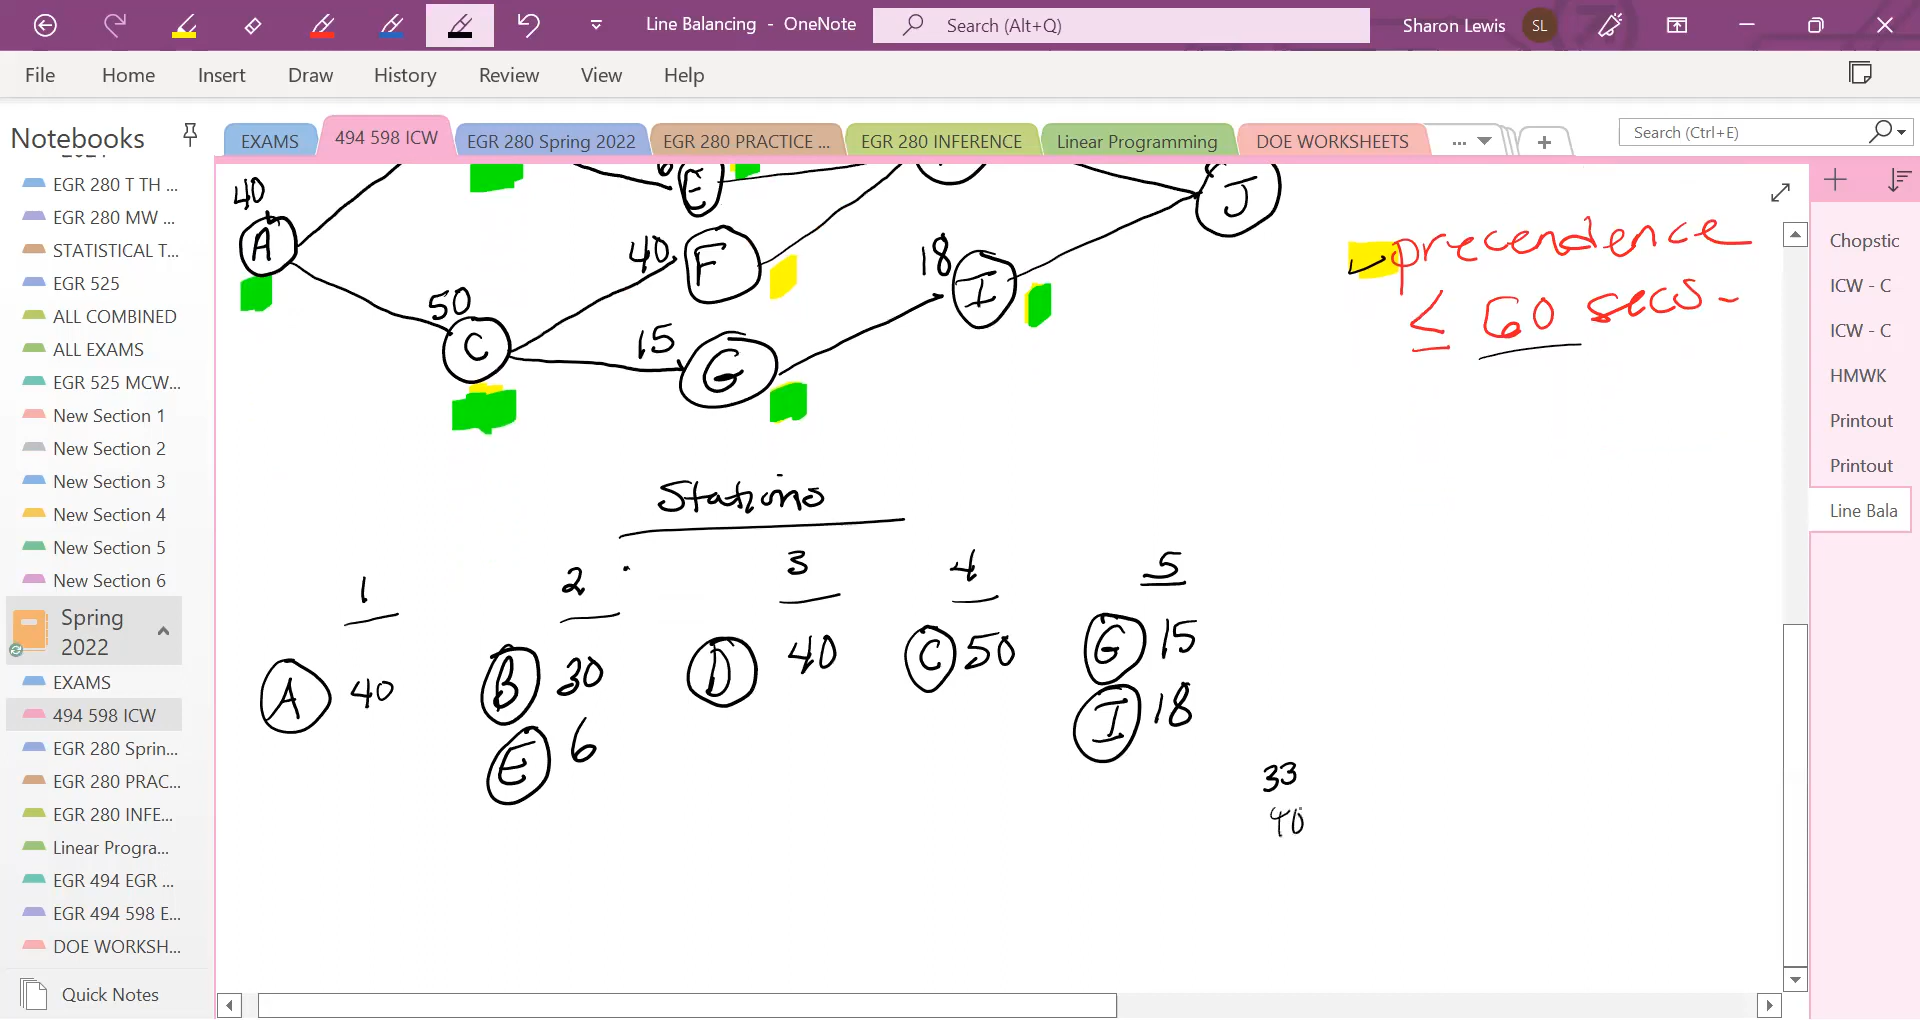 Line Balancing - OneNote
Search (Alt+Q)
Sharon Lewis
SL
File Home Insert Draw History Review View Help
Notebooks
EXAMS
494 598 ICW
EGR 280 Spring 2022
EGR 280 PRACTICE ...
EGR 280 INFERENCE
Linear Programming
DOE WORKSHEETS
...
Search (Ctrl+E)
EGR 280 T TH ...
EGR 280 MW ...
STATISTICAL T...
EGR 525
ALL COMBINED
ALL EXAMS
EGR 525 MCW...
New Section 1
New Section 2
New Section 3
New Section 4
New Section 5
New Section 6
Spring
2022
EXAMS
494 598 ICW
EGR 280 Sprin...
EGR 280 PRAC...
EGR 280 INFE...
Linear Progra...
EGR 494 EGR ...
EGR 494 598 E...
DOE WORKSH...
Quick Notes
40
A
E
J
40
F
18
I
50
C
15
G
precendence
≤ 60 secs -
Stations
1 2 3 4 5
A 40
B 30
E 6
D 40
C 50
G 15
I 18
33
40
Chopstic
ICW - C
ICW - C
HMWK
Printout
Printout
Line Bala